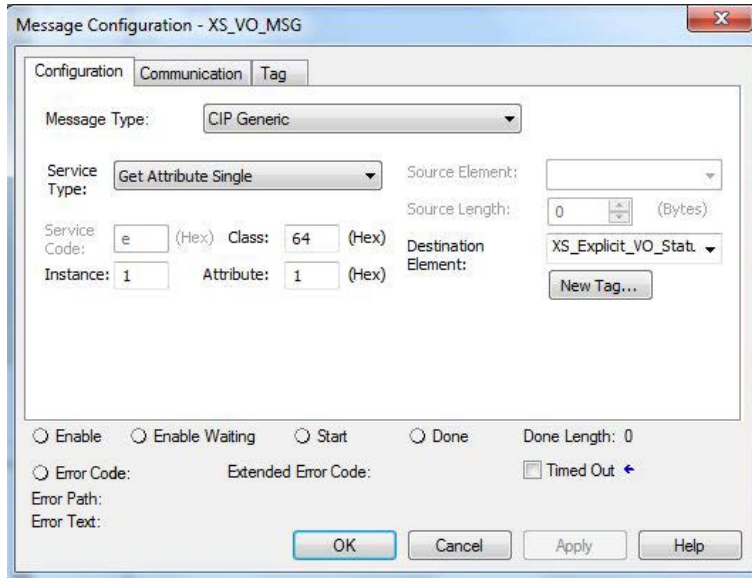 Message Configuration - XS_VO_MSG
Configuration Communication Tag
Message Type: CIP Generic
Service Type: Get Attribute Single Source Element:
Source Length: 0 (Bytes)
Service Code: e (Hex) Class: 64 (Hex) Destination Element: XS_Explicit_VO_Statu
Instance: 1 Attribute: 1 (Hex)
New Tag...
Enable Enable Waiting Start Done Done Length: 0
Error Code: Extended Error Code: Timed Out
Error Path:
Error Text:
OK Cancel Apply Help